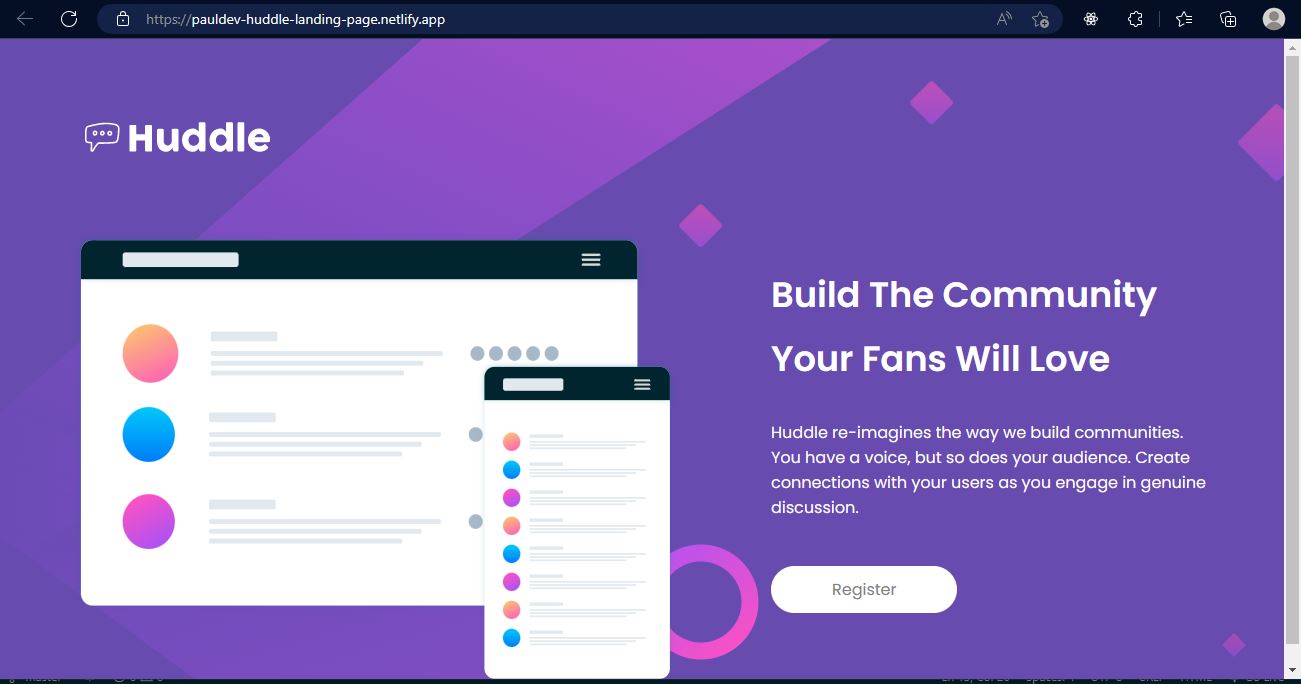 https://pauldev-huddle-landing-page.netlify.app
Huddle
Build The Community
Your Fans Will Love
Huddle re-imagines the way we build communities.
You have a voice, but so does your audience. Create
connections with your users as you engage in genuine
discussion.
Register